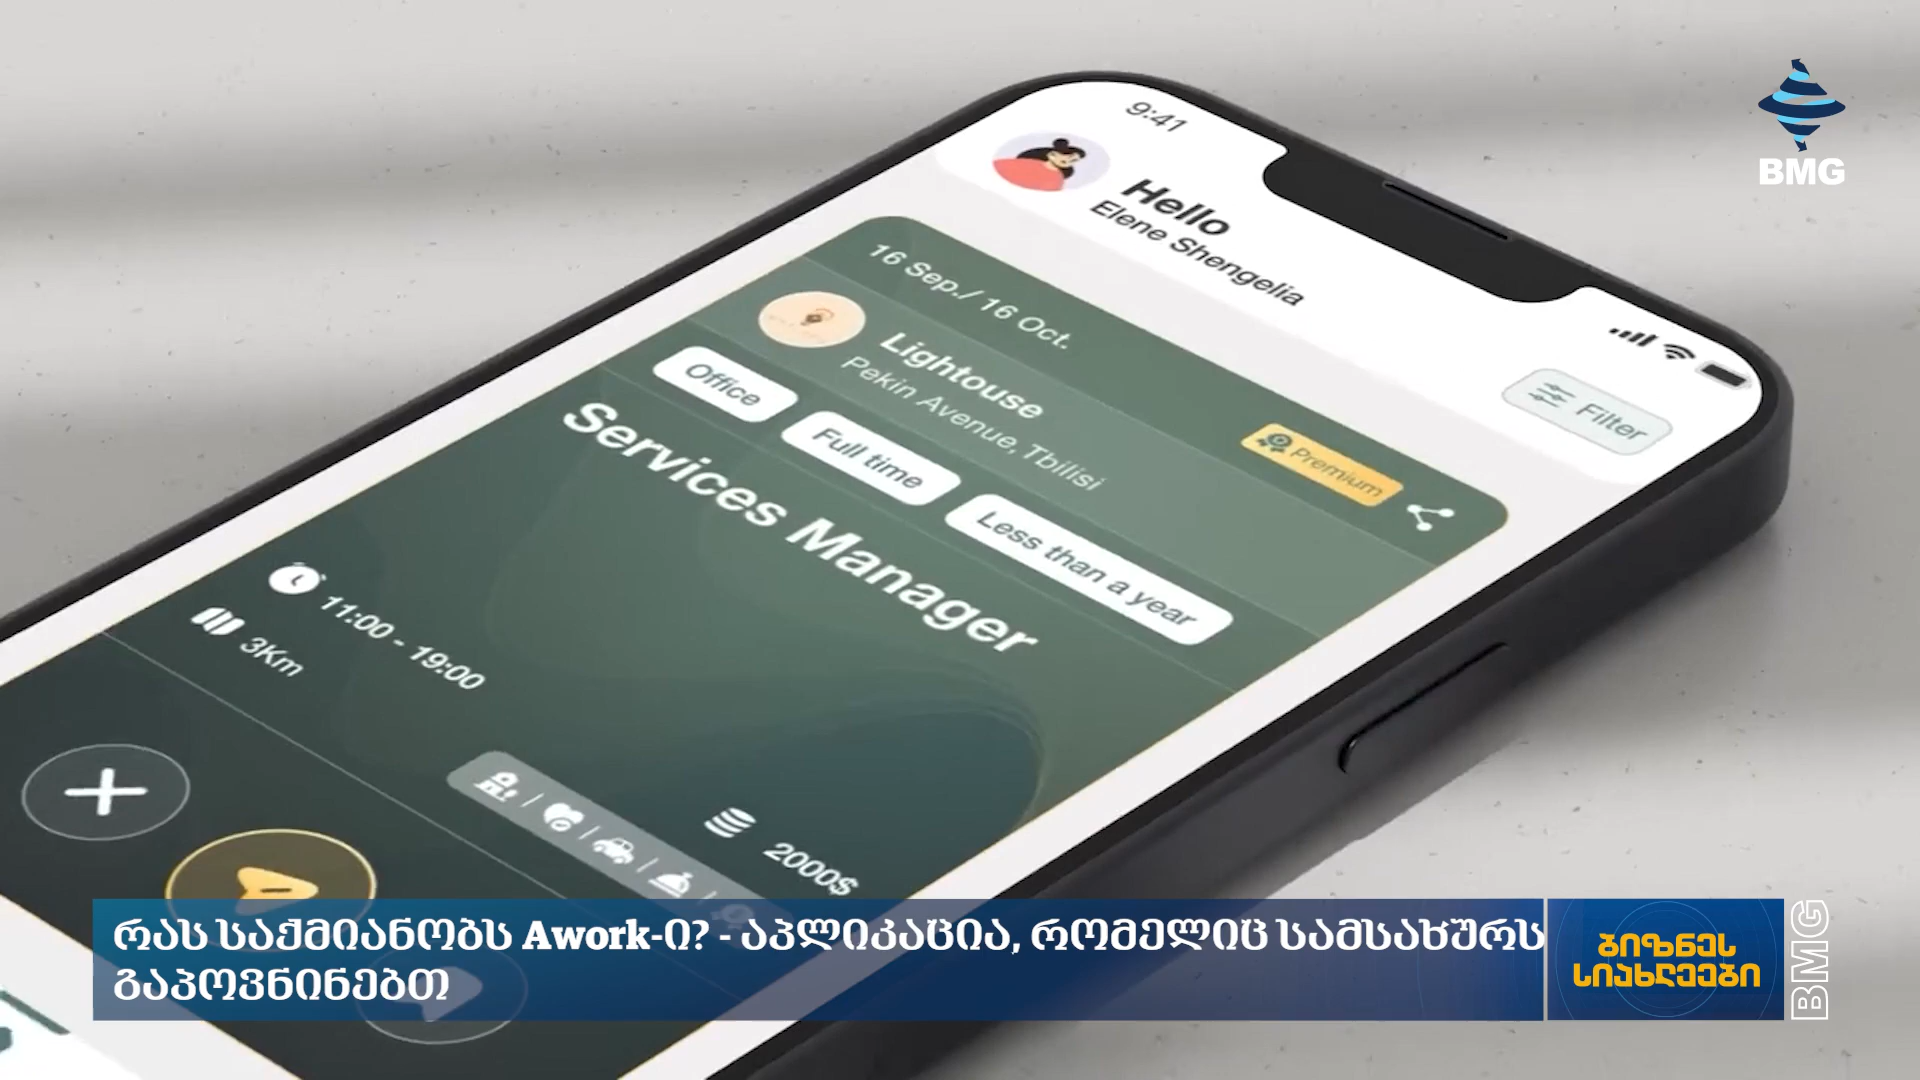 BMG
9:41
Hello
Elene Shengelia
Filter
16 Sep./ 16 Oct.
Lightouse
Pekin Avenue, Tbilisi
Premium
Office
Full time
Less than a year
Services Manager
11:00 - 19:00
3Km
2000$
რას საქმიანობს Awork-ი? - აპლიკაცია, რომელიც სამსახურს
გაპოვნინებთ
ბიზნეს
სიახლეები
BMG